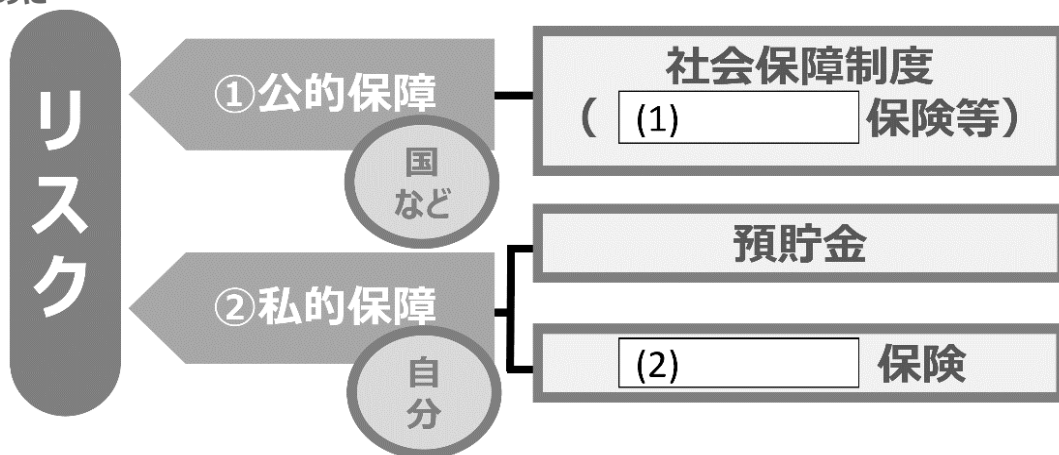 リスク
①公的保障
国
など
社会保障制度
( (1) 保険等)
②私的保障
自
分
預貯金
(2) 保険